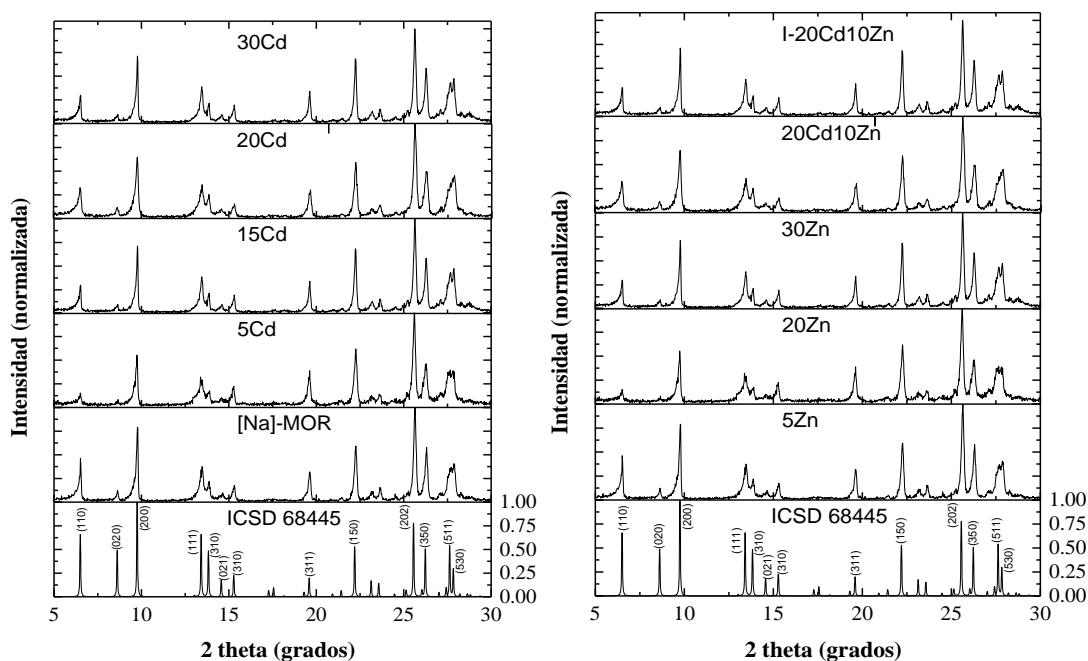 Intensidad (normalizada)
30Cd
20Cd
15Cd
5Cd
[Na]-MOR
ICSD 68445
(110)
(020)
(200)
(111)
(310)
(021)
(310)
(311)
(150)
(202)
(350)
(511)
(530)
1.00
0.75
0.50
0.25
0.00
5 10 15 20 25 30
2 theta (grados)
Intensidad (normalizada)
I-20Cd10Zn
20Cd10Zn
30Zn
20Zn
5Zn
ICSD 68445
(110)
(020)
(200)
(111)
(310)
(021)
(310)
(311)
(150)
(202)
(350)
(511)
(530)
1.00
0.75
0.50
0.25
0.00
5 10 15 20 25 30
2 theta (grados)